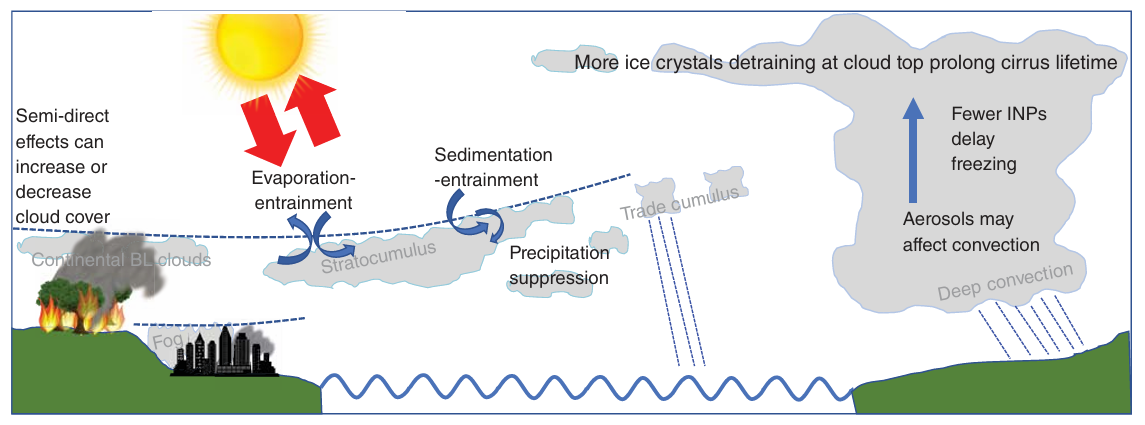 More ice crystals detraining at cloud top prolong cirrus lifetime
Semi-direct
effects can
increase or
decrease
cloud cover
Evaporation-
entrainment
Sedimentation
-entrainment
Fewer INPs
delay
freezing
Trade cumulus
Aerosols may
affect convection
Continental BL clouds
Stratocumulus
Precipitation
suppression
Deep convection
Fog